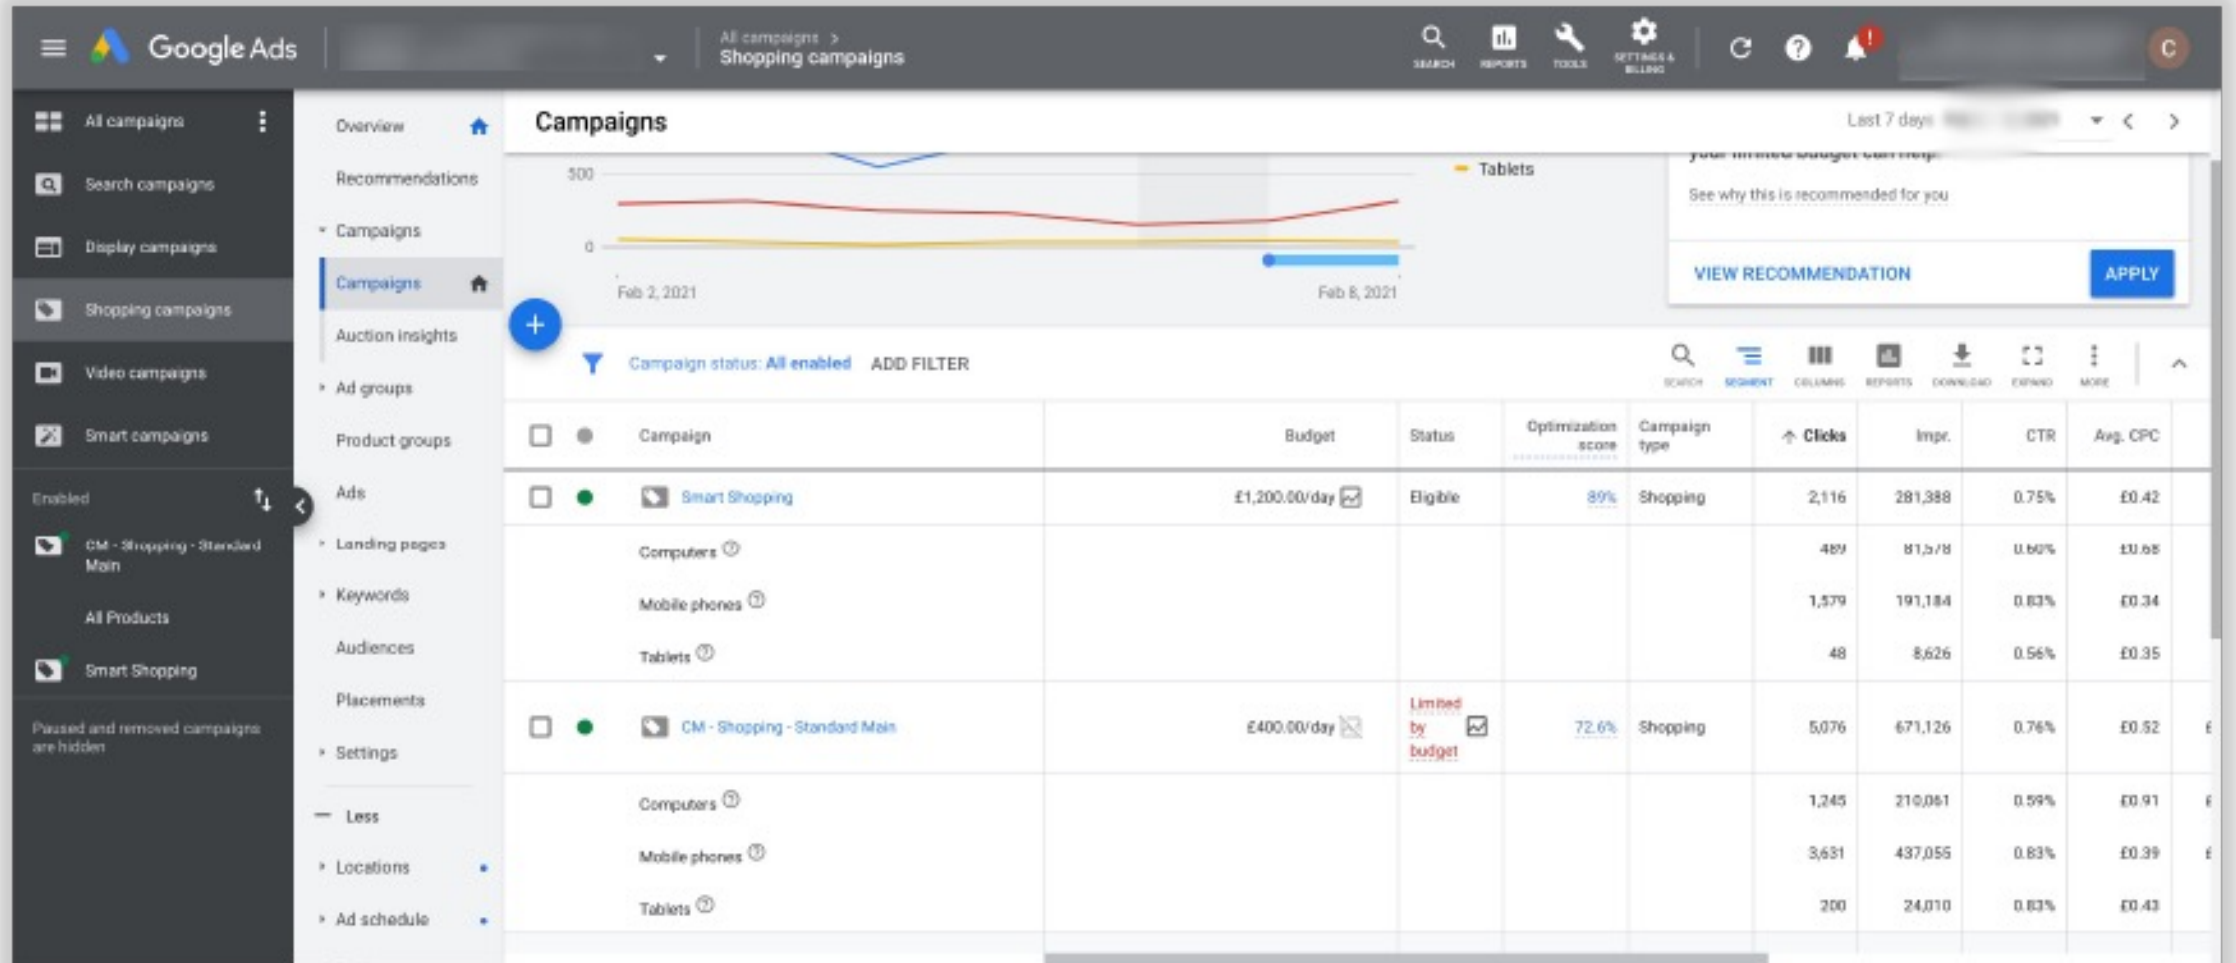 Google Ads
All campaigns >
Shopping campaigns
SEARCH
REPORTS
TOOLS
SETTINGS &
BILLING
!
C
All campaigns
Search campaigns
Display campaigns
Shopping campaigns
Video campaigns
Smart campaigns
Enabled
CM - Shopping - Standard
Main
All Products
Smart Shopping
Paused and removed campaigns
are hidden
Overview
Recommendations
Campaigns
Campaigns
Auction insights
Ad groups
Product groups
Ads
Landing pages
Keywords
Audiences
Placements
Settings
Less
Locations
Ad schedule
Campaigns
Last 7 days
500
0
Feb 2, 2021
Feb 8, 2021
Tablets
your limited budget can help.
See why this is recommended for you
VIEW RECOMMENDATION
APPLY
Campaign status: All enabled ADD FILTER
SEARCH
SEGMENT
COLUMNS
REPORTS
DOWNLOAD
EXPAND
MORE
Campaign Budget Status Optimization score Campaign type Clicks Impr. CTR Avg. CPC
Smart Shopping £1,200.00/day Eligible 89% Shopping 2,116 281,388 0.75% £0.42
Computers 489 81,578 0.60% £0.68
Mobile phones 1,579 191,184 0.83% £0.34
Tablets 48 8,626 0.56% £0.35
CM - Shopping - Standard Main £400.00/day Limited by budget 72.6% Shopping 5,076 671,126 0.76% £0.52
Computers 1,245 210,061 0.59% £0.91
Mobile phones 3,631 437,055 0.83% £0.39
Tablets 200 24,010 0.83% £0.43